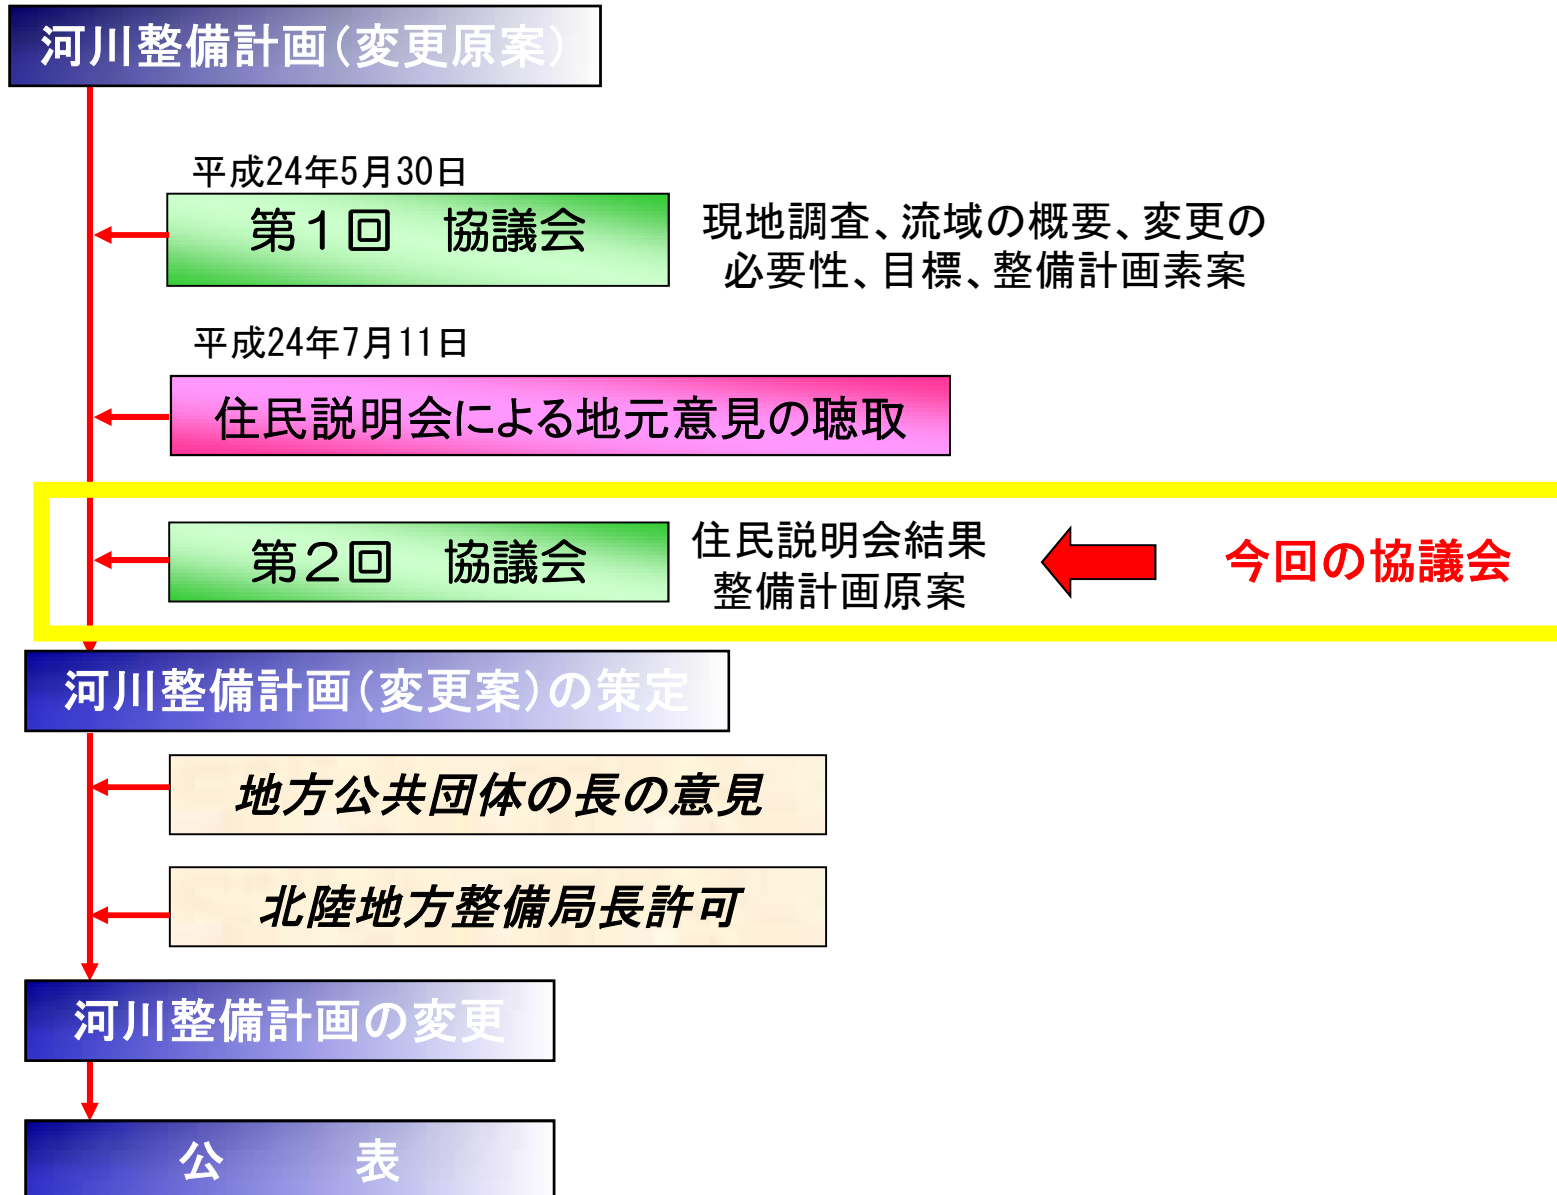 河川整備計画(変更原案)
平成24年5月30日
第1回 協議会
現地調査、流域の概要、変更の
必要性、目標、整備計画素案
平成24年7月11日
住民説明会による地元意見の聴取
第2回 協議会
住民説明会結果
整備計画原案
今回の協議会
河川整備計画(変更案)の策定
地方公共団体の長の意見
北陸地方整備局長許可
河川整備計画の変更
公 表